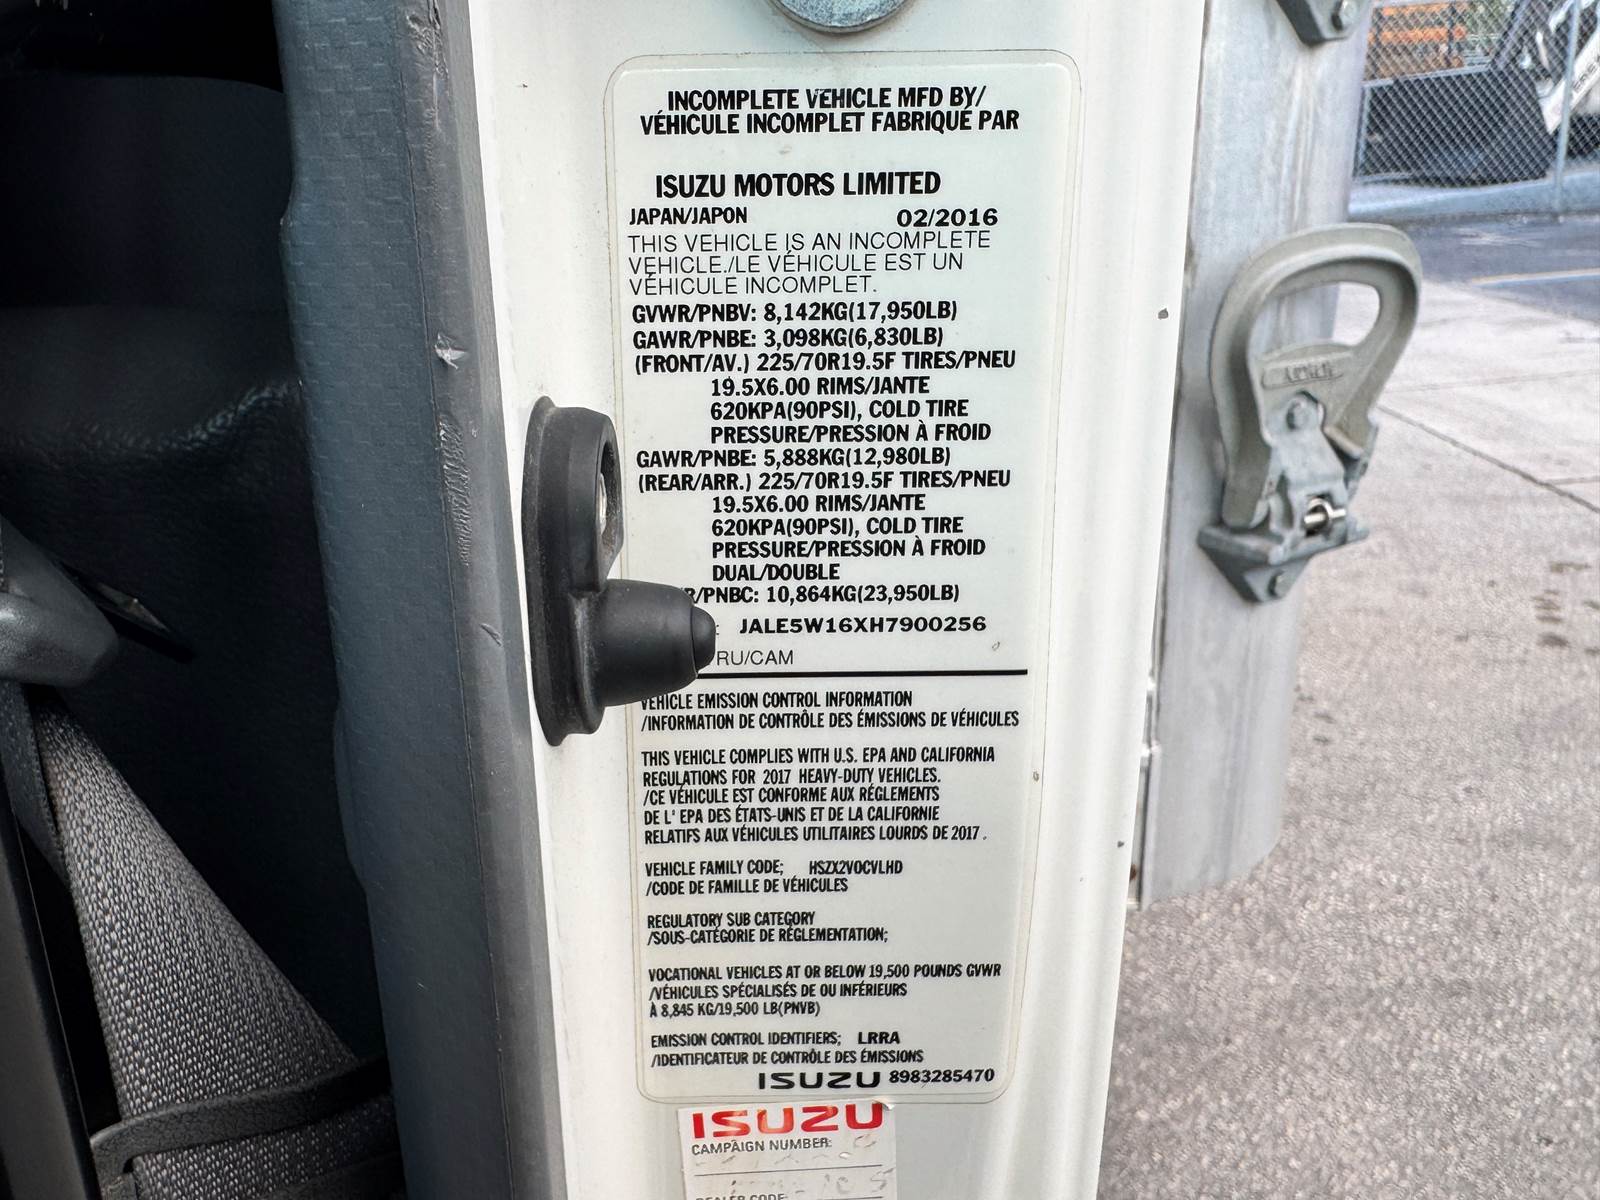 INCOMPLETE VEHICLE MFD BY/
VÉHICULE INCOMPLET FABRIQUÉ PAR
ISUZU MOTORS LIMITED
JAPAN/JAPON 02/2016
THIS VEHICLE IS AN INCOMPLETE
VEHICLE./LE VÉHICULE EST UN
VÉHICULE INCOMPLET.
GVWR/PNBV: 8,142KG(17,950LB)
GAWR/PNBE: 3,098KG(6,830LB)
(FRONT/AV.) 225/70R19.5F TIRES/PNEU
19.5X6.00 RIMS/JANTE
620KPA(90PSI), COLD TIRE
PRESSURE/PRESSION À FROID
GAWR/PNBE: 5,888KG(12,980LB)
(REAR/ARR.) 225/70R19.5F TIRES/PNEU
19.5X6.00 RIMS/JANTE
620KPA(90PSI), COLD TIRE
PRESSURE/PRESSION À FROID
DUAL/DOUBLE
R/PNBC: 10,864KG(23,950LB)
: JALE5W16XH7900256
RU/CAM
VEHICLE EMISSION CONTROL INFORMATION
/INFORMATION DE CONTRÔLE DES ÉMISSIONS DE VÉHICULES
THIS VEHICLE COMPLIES WITH U.S. EPA AND CALIFORNIA
REGULATIONS FOR 2017 HEAVY-DUTY VEHICLES.
/CE VÉHICULE EST CONFORME AUX RÉGLEMENTS
DE L' EPA DES ÉTATS-UNIS ET DE LA CALIFORNIE
RELATIFS AUX VÉHICULES UTILITAIRES LOURDS DE 2017 .
VEHICLE FAMILY CODE; HSZX2VOCVLHD
/CODE DE FAMILLE DE VÉHICULES
REGULATORY SUB CATEGORY
/SOUS-CATÉGORIE DE RÉGLEMENTATION;
VOCATIONAL VEHICLES AT OR BELOW 19,500 POUNDS GVWR
/VÉHICULES SPÉCIALISÉS DE OU INFÉRIEURS
À 8,845 KG/19,500 LB(PNVB)
EMISSION CONTROL IDENTIFIERS; LRRA
/IDENTIFICATEUR DE CONTRÔLE DES ÉMISSIONS
ISUZU 8983285470
ISUZU
CAMPAIGN NUMBER:
DEALER CODE: